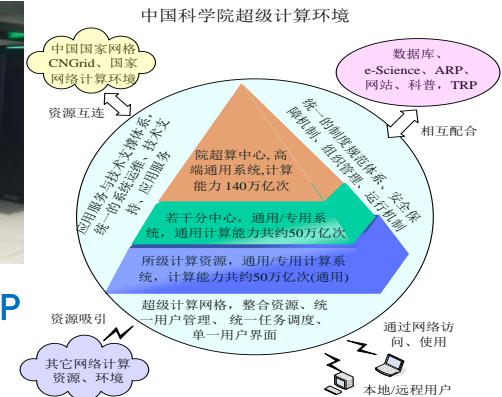 中国科学院超级计算环境
中国国家网格
CNGrid、国家
网络计算环境
数据库、
e-Science、ARP、
网站、科普，TRP
资源互连
相互配合
应用服务与技术支撑体系，
统一的系统运维、技术支
持、应用服务
统一的制度规范体系、安全保
障机制、组织管理、运行机制
院超算中心, 高
端通用系统,计算
能力 140万亿次
若干分中心，通用/专用系
统，通用计算能力共约50万亿次
所级计算资源，通用/专用计算系
统，计算能力共约50万亿次(通用)
超级计算网格，整合资源、统
一用户管理、 统一任务调度、
单一用户界面
P
资源吸引
其它网络计算
资源、环境
通过网络访
问、使用
本地/远程用户